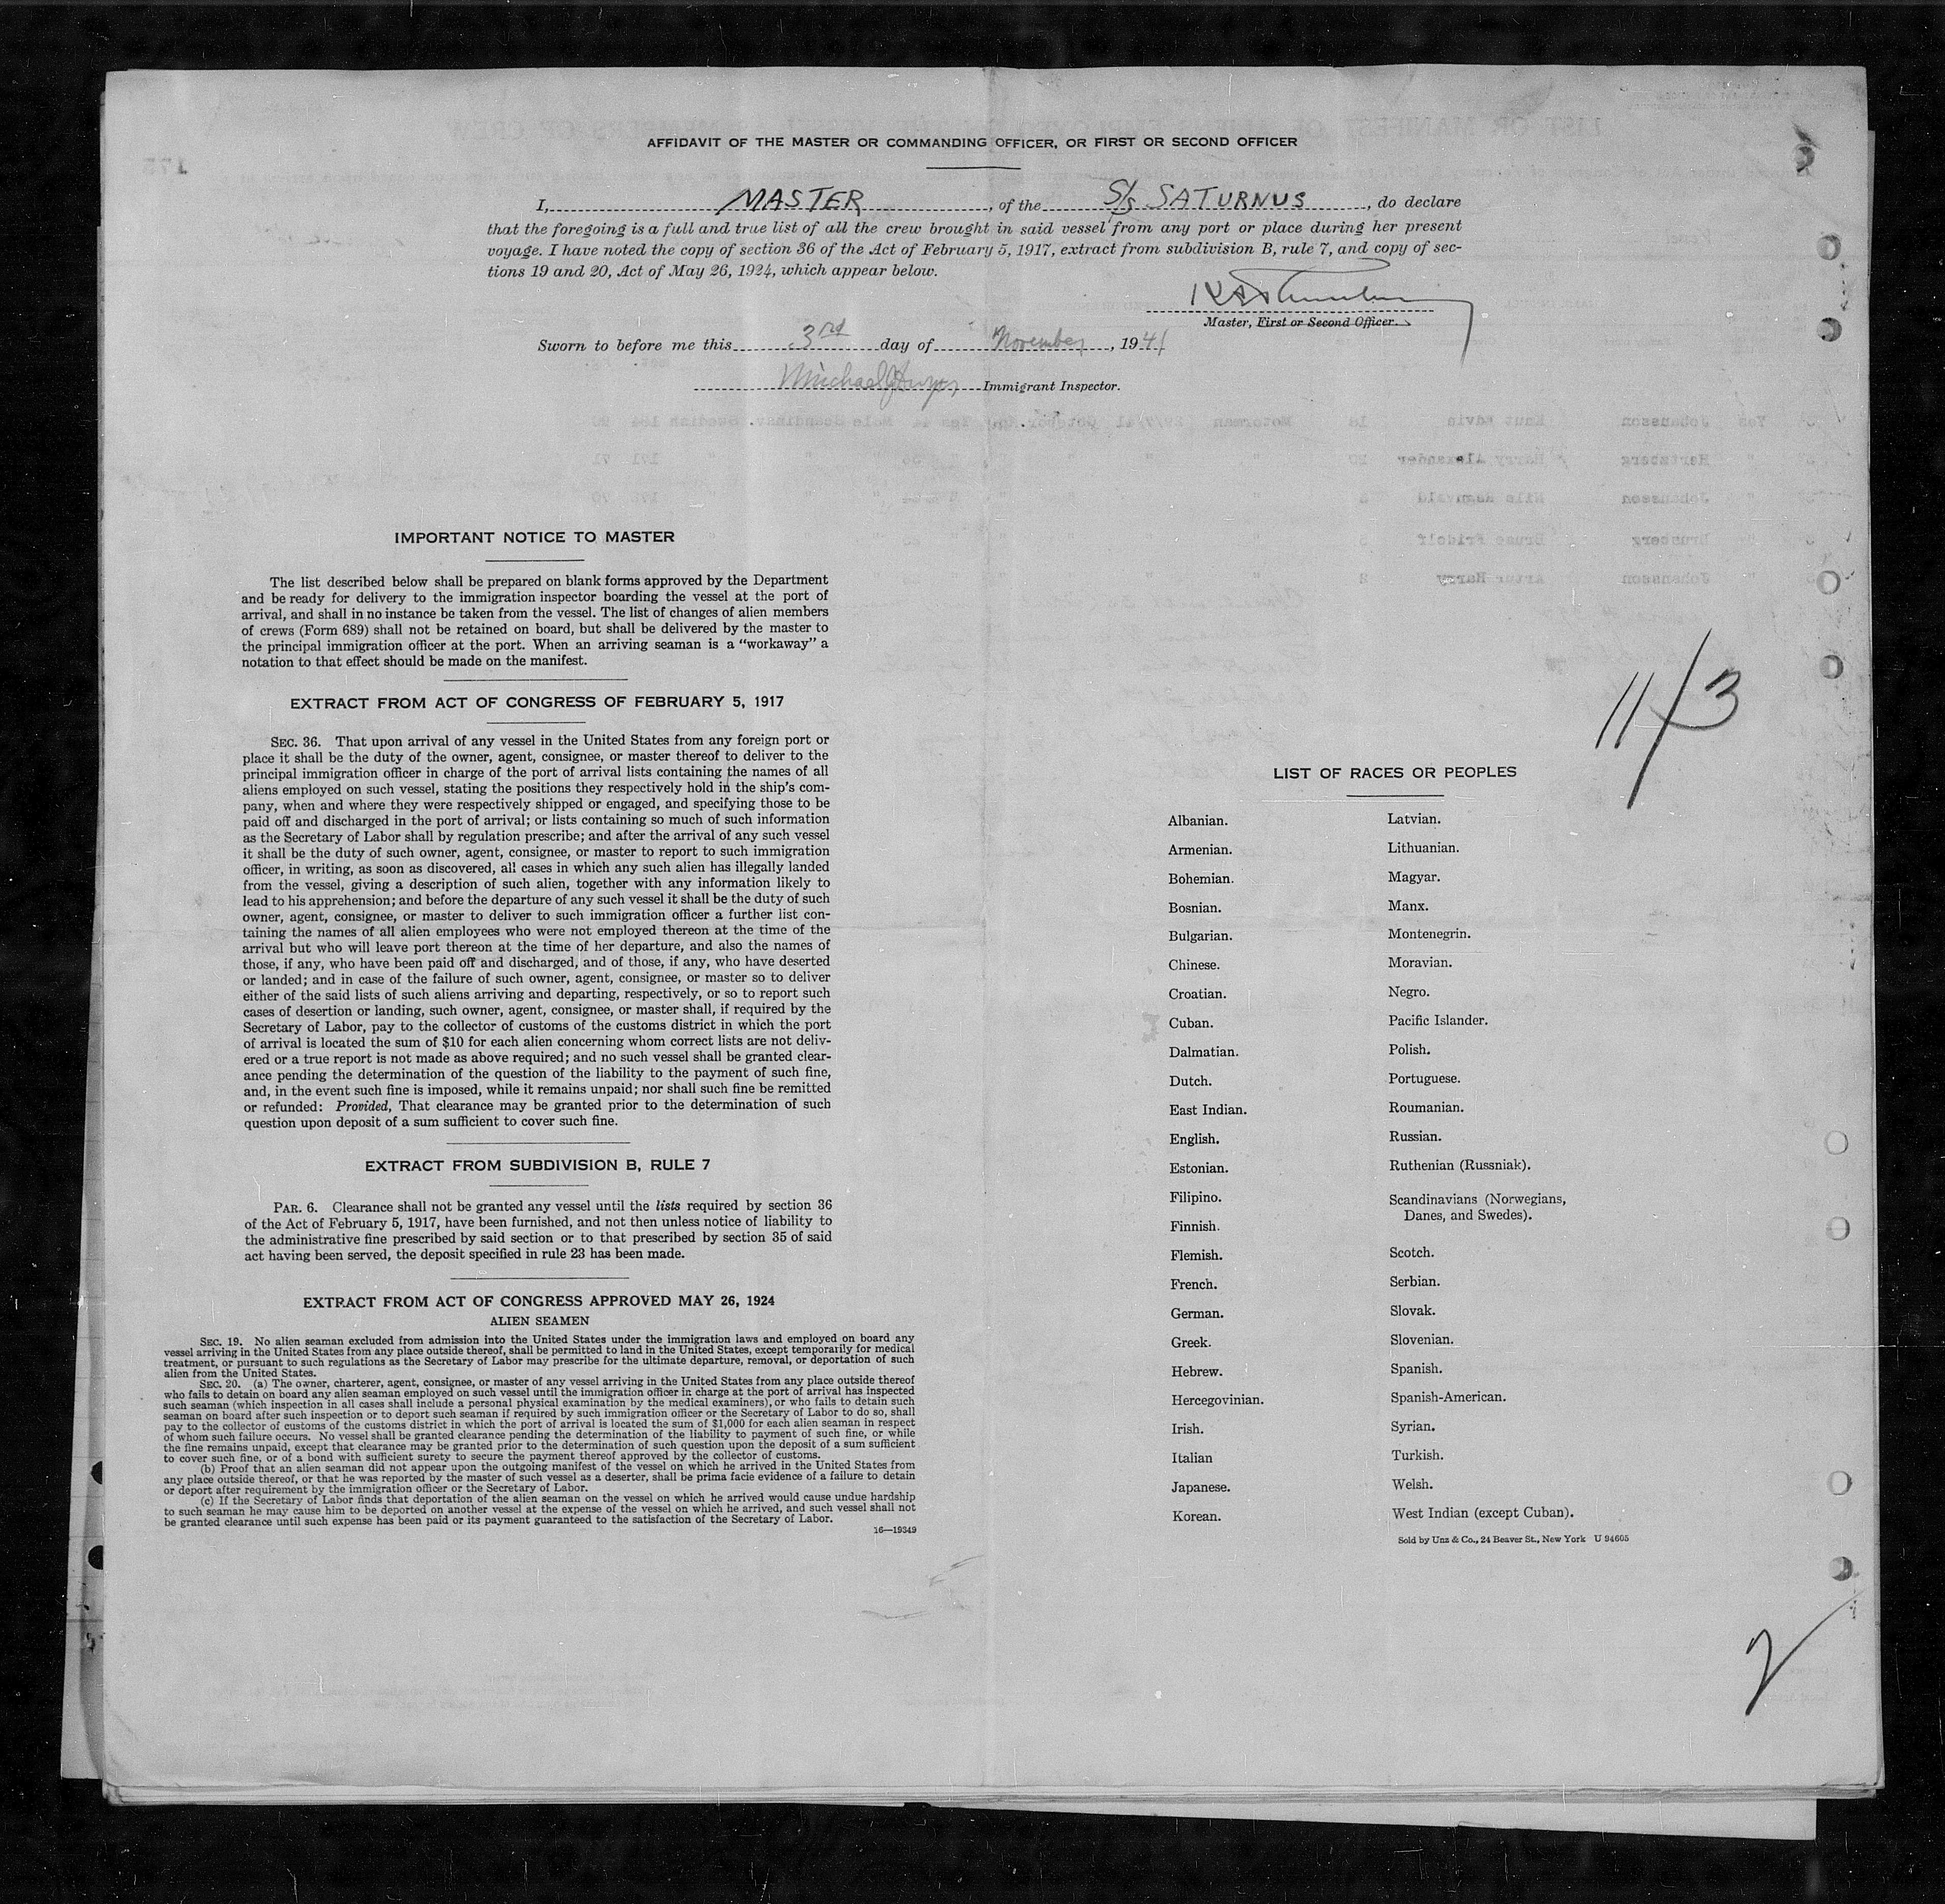 AFFIDAVIT OF THE MASTER OR COMMANDING OFFICER, OR FIRST OR SECOND OFFICER
I, MASTER, of the S/S SATURNUS, do declare
that the foregoing is a full and true list of all the crew brought in said vessel from any port or place during her present
voyage. I have noted the copy of section 36 of the Act of February 5, 1917, extract from subdivision B, rule 7, and copy of sec-
tions 19 and 20, Act of May 26, 1924, which appear below.
Master, First or Second Officer.
Sworn to before me this 3rd day of November, 1941
Michael Immigrant Inspector.
IMPORTANT NOTICE TO MASTER
The list described below shall be prepared on blank forms approved by the Department
and be ready for delivery to the immigration inspector boarding the vessel at the port of
arrival, and shall in no instance be taken from the vessel. The list of changes of alien members
of crews (Form 689) shall not be retained on board, but shall be delivered by the master to
the principal immigration officer at the port. When an arriving seaman is a “workaway” a
notation to that effect should be made on the manifest.
EXTRACT FROM ACT OF CONGRESS OF FEBRUARY 5, 1917
SEC. 36. That upon arrival of any vessel in the United States from any foreign port or
place it shall be the duty of the owner, agent, consignee, or master thereof to deliver to the
principal immigration officer in charge of the port of arrival lists containing the names of all
aliens employed on such vessel, stating the positions they respectively hold in the ship's com-
pany, when and where they were respectively shipped or engaged, and specifying those to be
paid off and discharged in the port of arrival; or lists containing so much of such information
as the Secretary of Labor shall by regulation prescribe; and after the arrival of any such vessel
it shall be the duty of such owner, agent, consignee, or master to report to such immigration
officer, in writing, as soon as discovered, all cases in which any such alien has illegally landed
from the vessel, giving a description of such alien, together with any information likely to
lead to his apprehension; and before the departure of any such vessel it shall be the duty of such
owner, agent, consignee, or master to deliver to such immigration officer a further list con-
taining the names of all alien employees who were not employed thereon at the time of the
arrival but who will leave port thereon at the time of her departure, and also the names of
those, if any, who have been paid off and discharged, and of those, if any, who have deserted
or landed; and in case of the failure of such owner, agent, consignee, or master so to deliver
either of the said lists of such aliens arriving and departing, respectively, or so to report such
cases of desertion or landing, such owner, agent, consignee, or master shall, if required by the
Secretary of Labor, pay to the collector of customs of the customs district in which the port
of arrival is located the sum of $10 for each alien concerning whom correct lists are not deliv-
ered or a true report is not made as above required; and no such vessel shall be granted clear-
ance pending the determination of the question of the liability to the payment of such fine,
and, in the event such fine is imposed, while it remains unpaid; nor shall such fine be remitted
or refunded: Provided, That clearance may be granted prior to the determination of such
question upon deposit of a sum sufficient to cover such fine.
EXTRACT FROM SUBDIVISION B, RULE 7
PAR. 6. Clearance shall not be granted any vessel until the lists required by section 36
of the Act of February 5, 1917, have been furnished, and not then unless notice of liability to
the administrative fine prescribed by said section or to that prescribed by section 35 of said
act having been served, the deposit specified in rule 23 has been made.
EXTRACT FROM ACT OF CONGRESS APPROVED MAY 26, 1924
ALIEN SEAMEN
SEC. 19. No alien seaman excluded from admission into the United States under the immigration laws and employed on board any
vessel arriving in the United States from any place outside thereof, shall be permitted to land in the United States, except temporarily for medical
treatment, or pursuant to such regulations as the Secretary of Labor may prescribe for the ultimate departure, removal, or deportation of such
alien from the United States.
SEC. 20. (a) The owner, charterer, agent, consignee, or master of any vessel arriving in the United States from any place outside thereof
who fails to detain on board any alien seaman employed on such vessel until the immigration officer in charge at the port of arrival has inspected
such seaman (which inspection in all cases shall include a personal physical examination by the medical examiners), or who fails to detain such
seaman on board after such inspection or to deport such seaman if required by such immigration officer or the Secretary of Labor to do so, shall
pay to the collector of customs of the customs district in which the port of arrival is located the sum of $1,000 for each alien seaman in respect
of whom such failure occurs. No vessel shall be granted clearance pending the determination of the liability to payment of such fine, or while
the fine remains unpaid, except that clearance may be granted prior to the determination of such question upon the deposit of a sum sufficient
to cover such fine, or of a bond with sufficient surety to secure the payment thereof approved by the collector of customs.
(b) Proof that an alien seaman did not appear upon the outgoing manifest of the vessel on which he arrived in the United States from
any place outside thereof, or that he was reported by the master of such vessel as a deserter, shall be prima facie evidence of a failure to detain
or deport after requirement by the immigration officer or the Secretary of Labor.
(c) If the Secretary of Labor finds that deportation of the alien seaman on the vessel on which he arrived would cause undue hardship
to such seaman he may cause him to be deported on another vessel at the expense of the vessel on which he arrived, and such vessel shall not
be granted clearance until such expense has been paid or its payment guaranteed to the satisfaction of the Secretary of Labor.
16—19349
11/3
LIST OF RACES OR PEOPLES
Albanian.
Armenian.
Bohemian.
Bosnian.
Bulgarian.
Chinese.
Croatian.
Cuban.
Dalmatian.
Dutch.
East Indian.
English.
Estonian.
Filipino.
Finnish.
Flemish.
French.
German.
Greek.
Hebrew.
Hercegovinian.
Irish.
Italian
Japanese.
Korean.
Latvian.
Lithuanian.
Magyar.
Manx.
Montenegrin.
Moravian.
Negro.
Pacific Islander.
Polish.
Portuguese.
Roumanian.
Russian.
Ruthenian (Russniak).
Scandinavians (Norwegians,
Danes, and Swedes).
Scotch.
Serbian.
Slovak.
Slovenian.
Spanish.
Spanish-American.
Syrian.
Turkish.
Welsh.
West Indian (except Cuban).
Sold by Unz & Co., 24 Beaver St., New York U 94605
2